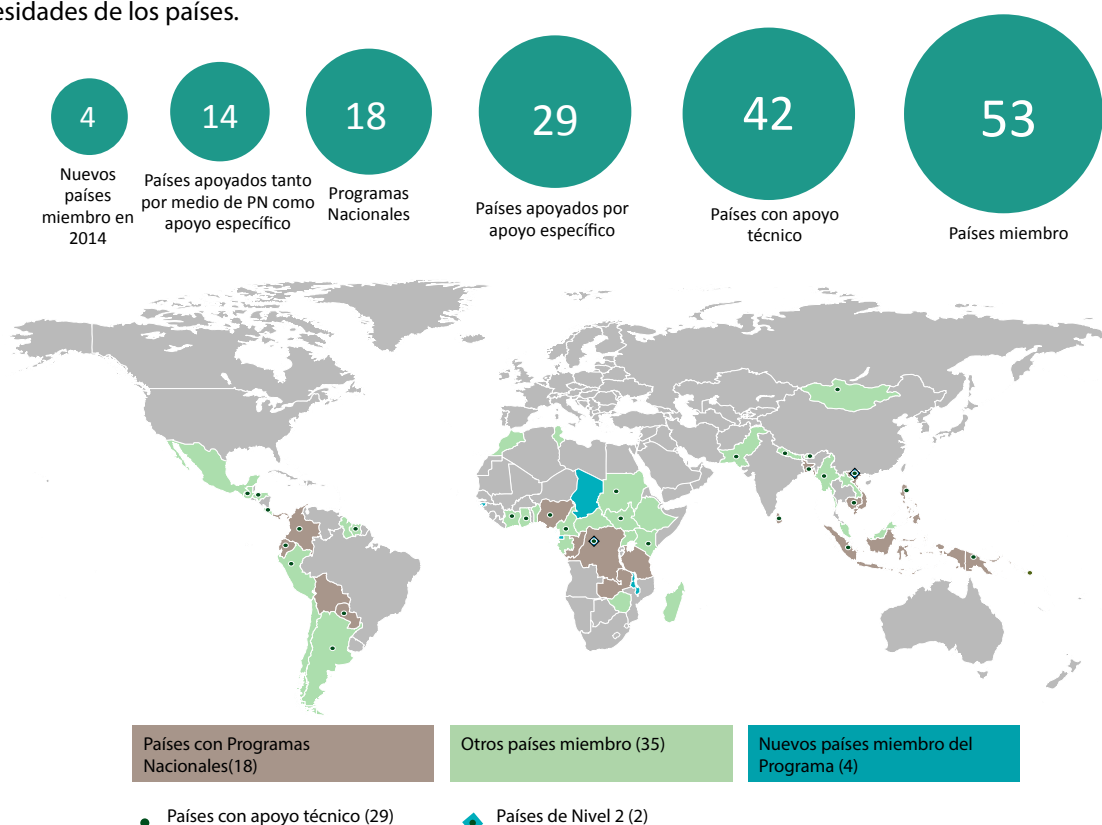 esidades de los países.
4
Nuevos
países
miembro en
2014
14
Países apoyados tanto
por medio de PN como
apoyo específico
18
Programas
Nacionales
29
Países apoyados por
apoyo específico
42
Países con apoyo
técnico
53
Países miembro
Países con Programas
Nacionales(18)
Otros países miembro (35)
Nuevos países miembro del
Programa (4)
Países con apoyo técnico (29)
Países de Nivel 2 (2)